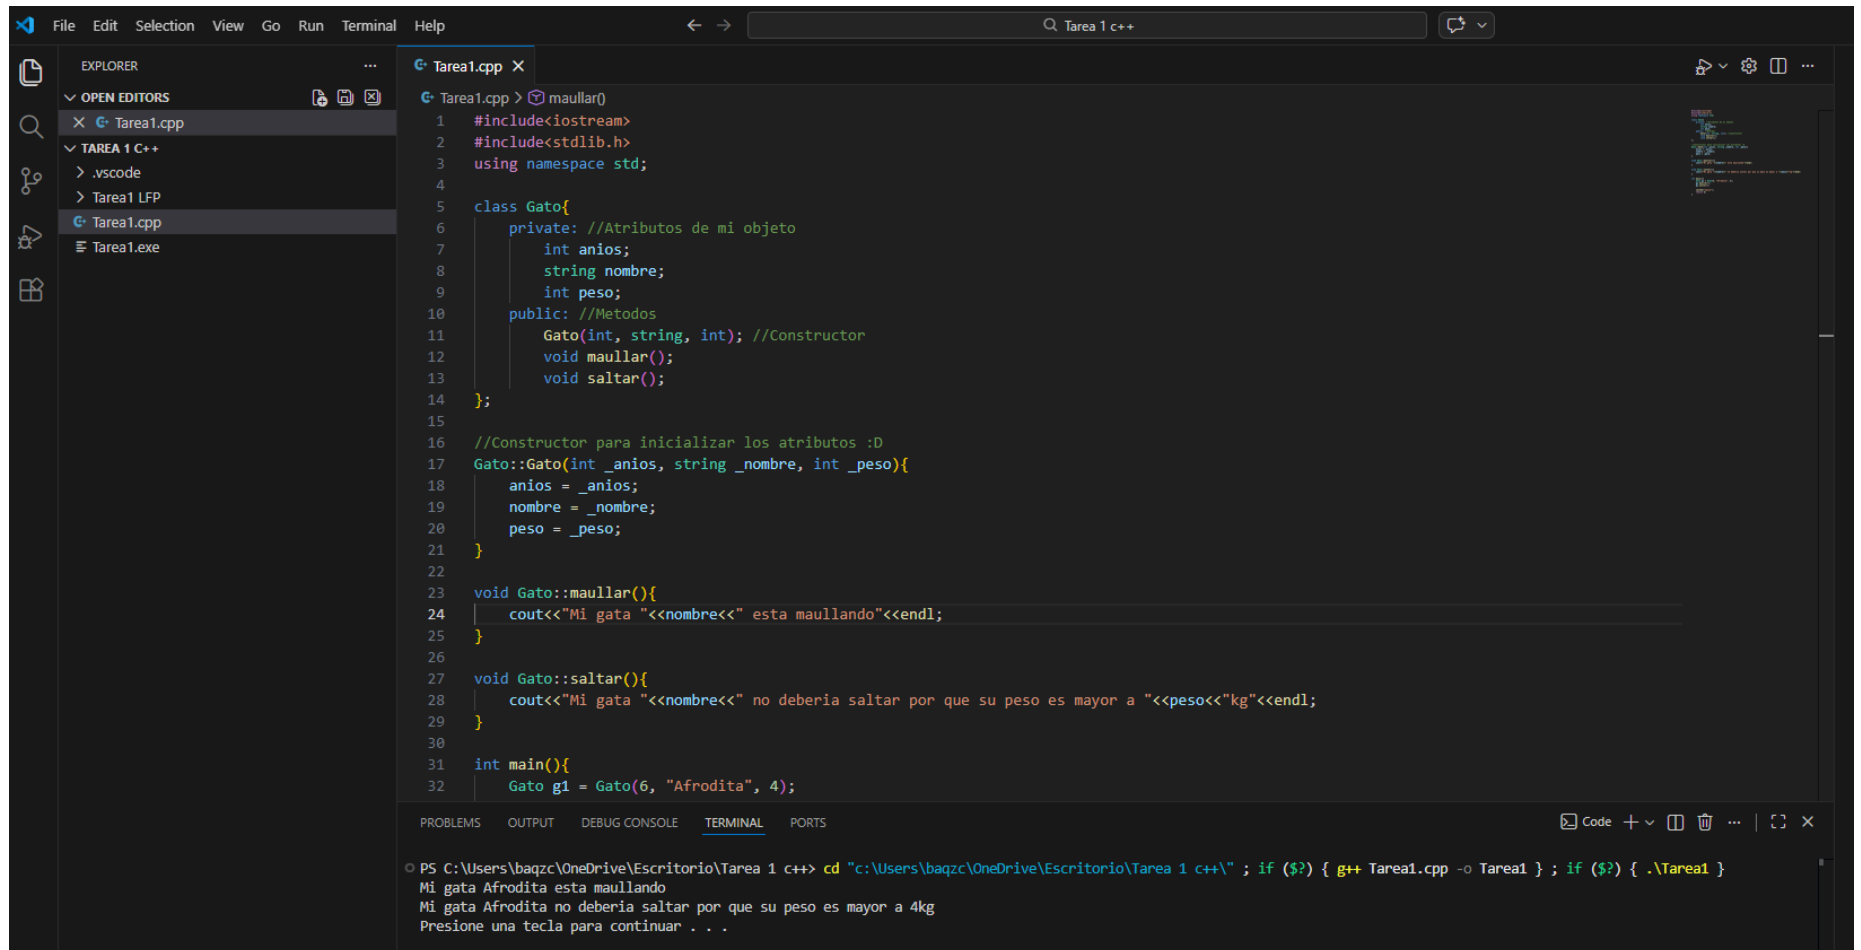 File Edit Selection View Go Run Terminal Help
Tarea 1 c++
EXPLORER
OPEN EDITORS
Tarea1.cpp
TAREA 1 C++
.vscode
Tarea1 LFP
Tarea1.cpp
Tarea1.exe
Tarea1.cpp
Tarea1.cpp > maullar()
1 #include<iostream>
2 #include<stdlib.h>
3 using namespace std;
4
5 class Gato{
6 private: //Atributos de mi objeto
7 int anios;
8 string nombre;
9 int peso;
10 public: //Metodos
11 Gato(int, string, int); //Constructor
12 void maullar();
13 void saltar();
14 };
15
16 //Constructor para inicializar los atributos :D
17 Gato::Gato(int _anios, string _nombre, int _peso){
18 anios = _anios;
19 nombre = _nombre;
20 peso = _peso;
21 }
22
23 void Gato::maullar(){
24 cout<<"Mi gata "<<nombre<<" esta maullando"<<endl;
25 }
26
27 void Gato::saltar(){
28 cout<<"Mi gata "<<nombre<<" no deberia saltar por que su peso es mayor a "<<peso<<"kg"<<endl;
29 }
30
31 int main(){
32 Gato g1 = Gato(6, "Afrodita", 4);
PROBLEMS OUTPUT DEBUG CONSOLE TERMINAL PORTS
Code
PS C:\Users\baqzc\OneDrive\Escritorio\Tarea 1 c++> cd "c:\Users\baqzc\OneDrive\Escritorio\Tarea 1 c++\" ; if ($?) { g++ Tarea1.cpp -o Tarea1 } ; if ($?) { .\Tarea1 }
Mi gata Afrodita esta maullando
Mi gata Afrodita no deberia saltar por que su peso es mayor a 4kg
Presione una tecla para continuar . . .